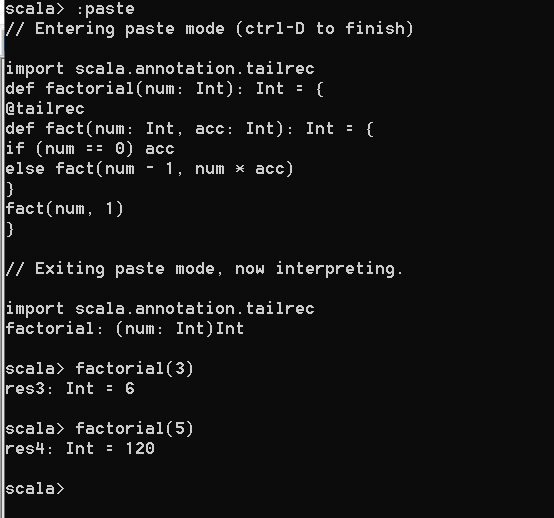 scala> :paste
// Entering paste mode (ctrl-D to finish)
import scala.annotation.tailrec
def factorial(num: Int): Int = {
@tailrec
def fact(num: Int, acc: Int): Int = {
if (num == 0) acc
else fact(num - 1, num * acc)
}
fact(num, 1)
}
// Exiting paste mode, now interpreting.
import scala.annotation.tailrec
factorial: (num: Int)Int
scala> factorial(3)
res3: Int = 6
scala> factorial(5)
res4: Int = 120
scala>